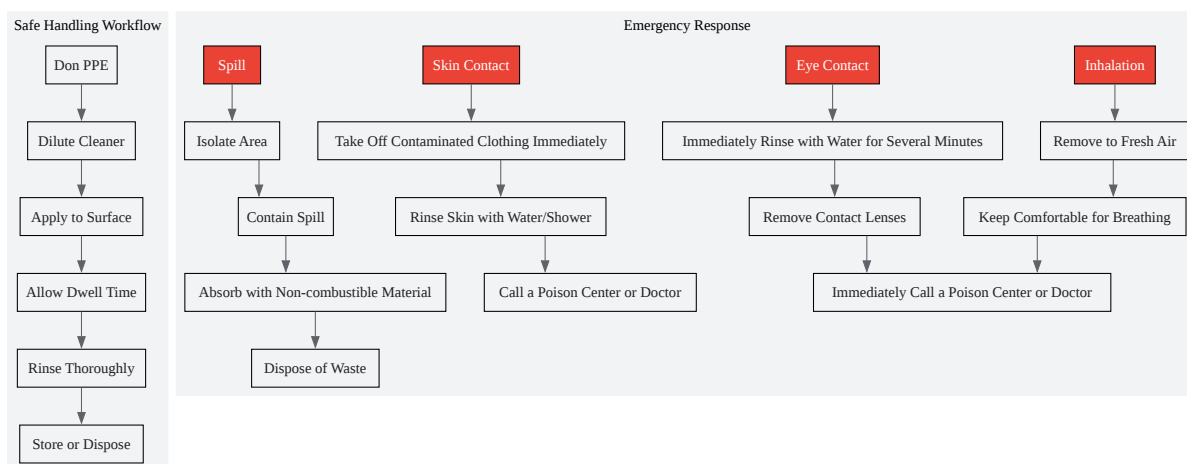 Safe Handling Workflow
Don PPE
Dilute Cleaner
Apply to Surface
Allow Dwell Time
Rinse Thoroughly
Store or Dispose
Emergency Response
Spill
Isolate Area
Contain Spill
Absorb with Non-combustible Material
Dispose of Waste
Skin Contact
Take Off Contaminated Clothing Immediately
Rinse Skin with Water/Shower
Call a Poison Center or Doctor
Eye Contact
Immediately Rinse with Water for Several Minutes
Remove Contact Lenses
Inhalation
Remove to Fresh Air
Keep Comfortable for Breathing
Immediately Call a Poison Center or Doctor